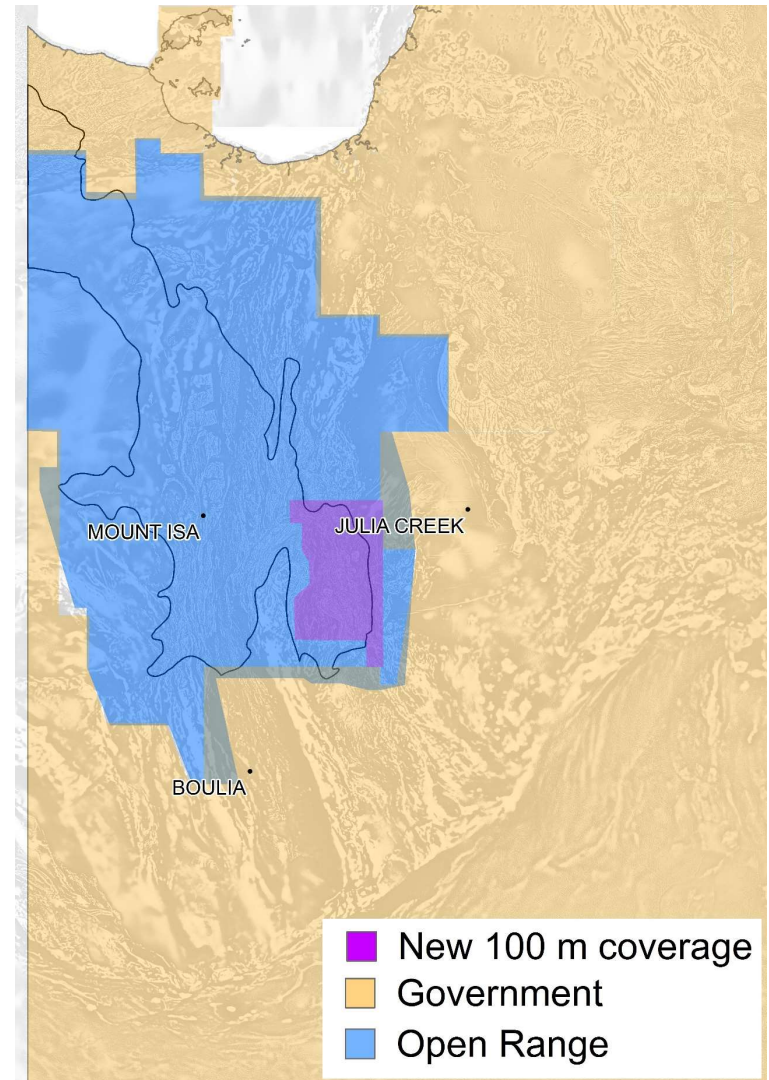 MOUNT ISA
JULIA CREEK
BOULIA
New 100 m coverage
Government
Open Range